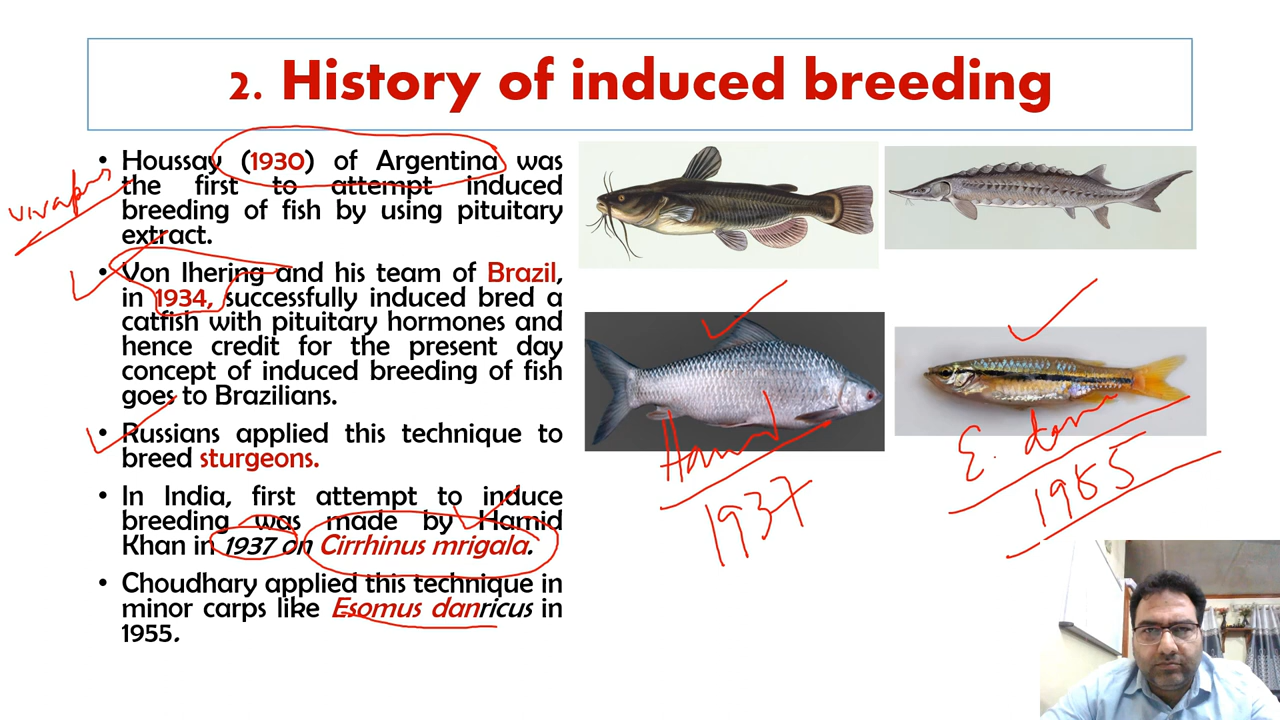 2. History of induced breeding
• Houssay (1930) of Argentina was
the first to attempt induced
breeding of fish by using pituitary
extract.
• Von Ihering and his team of Brazil,
in 1934, successfully induced bred a
catfish with pituitary hormones and
hence credit for the present day
concept of induced breeding of fish
goes to Brazilians.
• Russians applied this technique to
breed sturgeons.
• In India, first attempt to induce
breeding was made by Hamid
Khan in 1937 on Cirrhinus mrigala.
• Choudhary applied this technique in
minor carps like Esomus danricus in
1955.
Hamid
1937
E.
1955